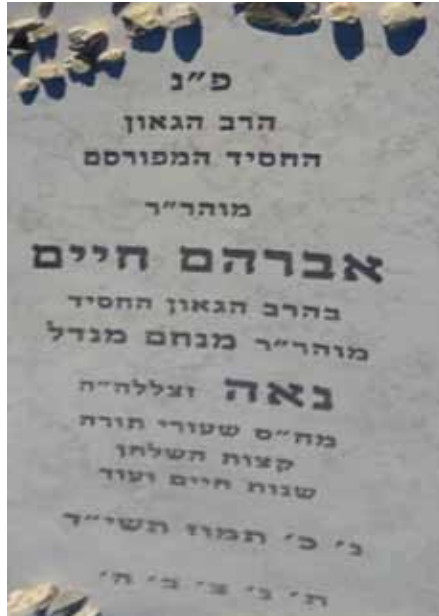 פ״נ
הרב הגאון
החסיד המפורסם
מוהר״ר
אברהם חיים
בהרב הגאון החסיד
מוהר״ר מנחם מנדל
נאה זצללה״ה
מח״ס שעורי תורה
קצות השלחן
שנות חיים ועוד
נ׳ כ׳ תמוז תשי״ד
ת׳ נ׳ צ׳ ב׳ ה׳